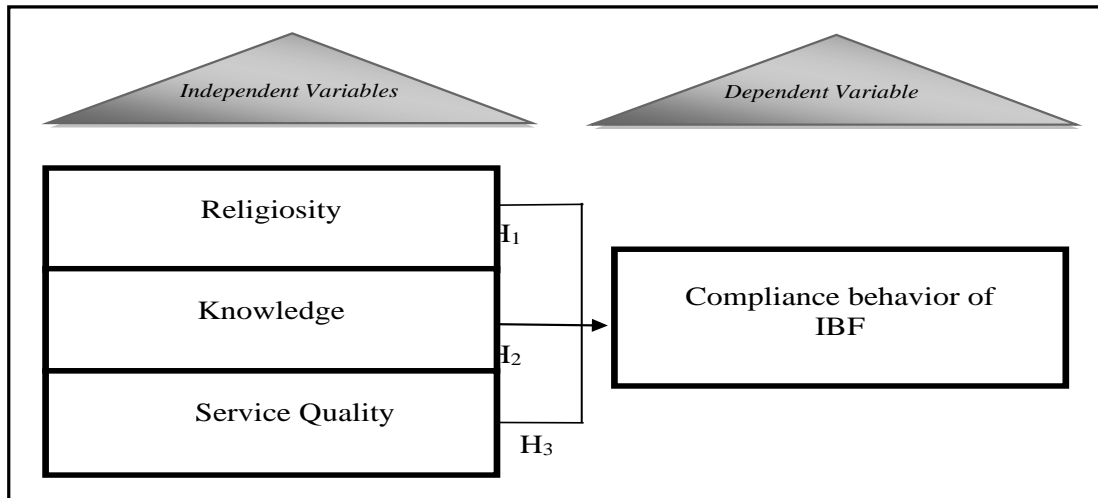 Independent Variables
Dependent Variable
Religiosity
H₁
Knowledge
H₂
Service Quality
H₃
Compliance behavior of
IBF